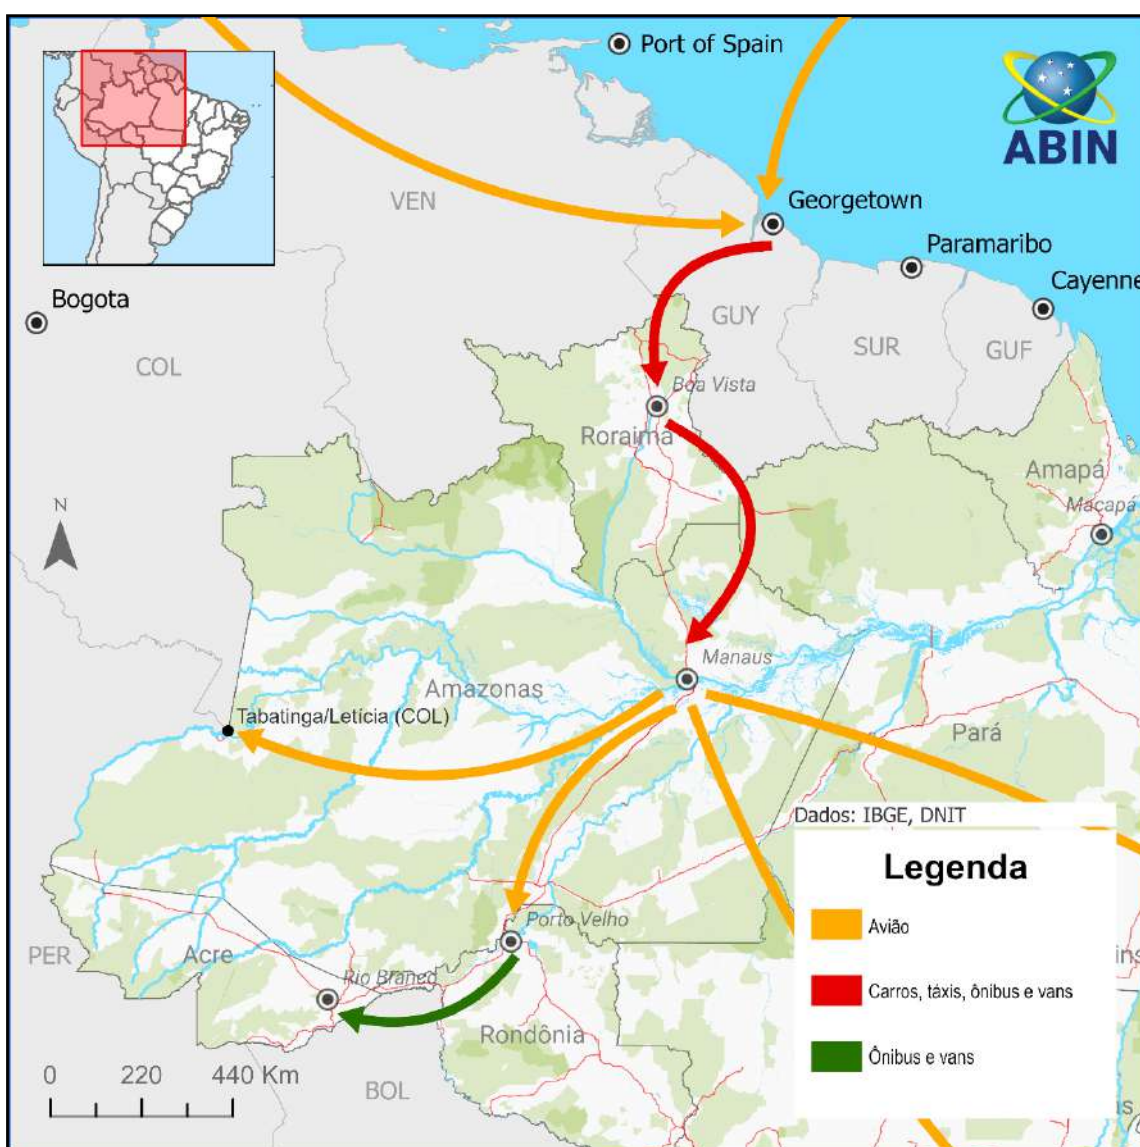 Port of Spain
ABIN
VEN
Georgetown
Paramaribo
Bogota
Cayenne
GUY
COL
SUR
GUF
Boa Vista
Roraima
Amapá
Macapá
N
Manaus
Amazonas
Tabatinga/Letícia (COL)
Pará
Dados: IBGE, DNIT
Legenda
Avião
Porto Velho
PER
Acre
Rio Branco
Carros, táxis, ônibus e vans
Rondônia
Ônibus e vans
0 220 440 Km
BOL